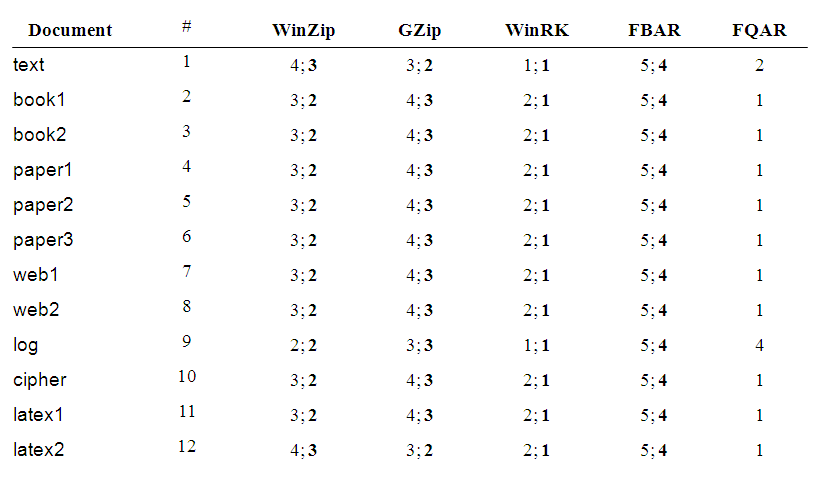 Document # WinZip GZip WinRK FBAR FQAR
text 1 4; 3 3; 2 1; 1 5; 4 2
book1 2 3; 2 4; 3 2; 1 5; 4 1
book2 3 3; 2 4; 3 2; 1 5; 4 1
paper1 4 3; 2 4; 3 2; 1 5; 4 1
paper2 5 3; 2 4; 3 2; 1 5; 4 1
paper3 6 3; 2 4; 3 2; 1 5; 4 1
web1 7 3; 2 4; 3 2; 1 5; 4 1
web2 8 3; 2 4; 3 2; 1 5; 4 1
log 9 2; 2 3; 3 1; 1 5; 4 4
cipher 10 3; 2 4; 3 2; 1 5; 4 1
latex1 11 3; 2 4; 3 2; 1 5; 4 1
latex2 12 4; 3 3; 2 2; 1 5; 4 1